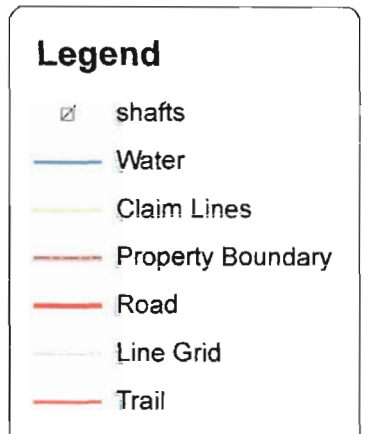 Legend
shafts
Water
Claim Lines
Property Boundary
Road
Line Grid
Trail